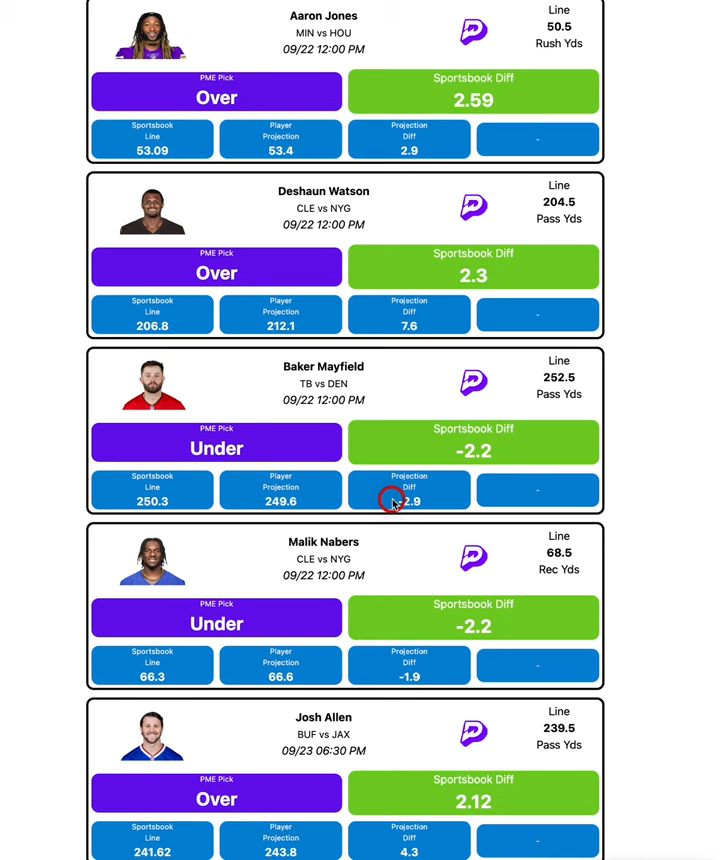 Aaron Jones
MIN vs HOU
09/22 12:00 PM
Line
50.5
Rush Yds
PME Pick
Over
Sportsbook Diff
2.59
Sportsbook
Line
53.09
Player
Projection
53.4
Projection
Diff
2.9
-
Deshaun Watson
CLE vs NYG
09/22 12:00 PM
Line
204.5
Pass Yds
PME Pick
Over
Sportsbook Diff
2.3
Sportsbook
Line
206.8
Player
Projection
212.1
Projection
Diff
7.6
-
Baker Mayfield
TB vs DEN
09/22 12:00 PM
Line
252.5
Pass Yds
PME Pick
Under
Sportsbook Diff
-2.2
Sportsbook
Line
250.3
Player
Projection
249.6
Projection
Diff
-2.9
-
Malik Nabers
CLE vs NYG
09/22 12:00 PM
Line
68.5
Rec Yds
PME Pick
Under
Sportsbook Diff
-2.2
Sportsbook
Line
66.3
Player
Projection
66.6
Projection
Diff
-1.9
-
Josh Allen
BUF vs JAX
09/23 06:30 PM
Line
239.5
Pass Yds
PME Pick
Over
Sportsbook Diff
2.12
Sportsbook
Line
241.62
Player
Projection
243.8
Projection
Diff
4.3
-